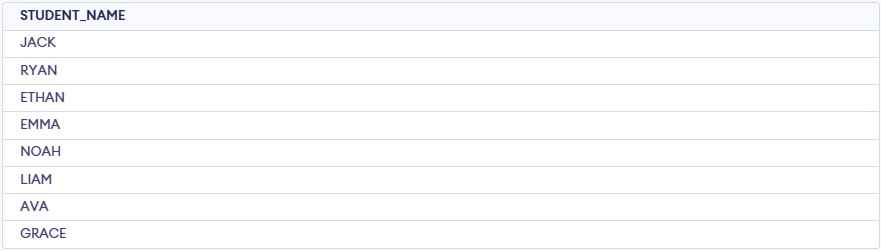 STUDENT_NAME
JACK
RYAN
ETHAN
EMMA
NOAH
LIAM
AVA
GRACE